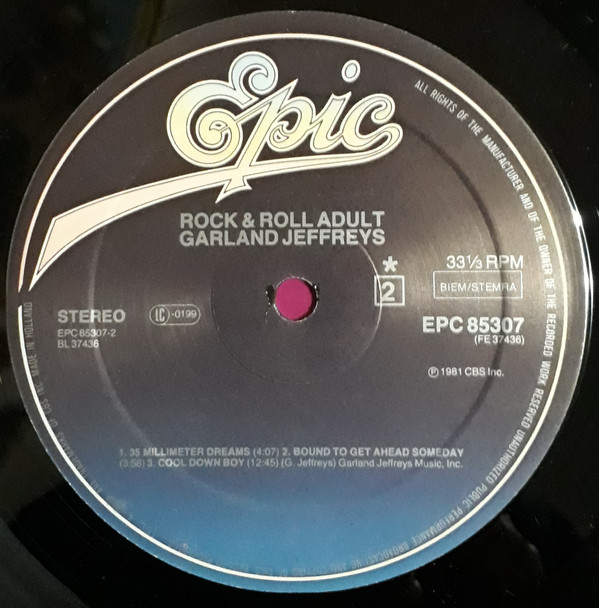 Epic
ALL RIGHTS OF THE MANUFACTURER AND OF THE OWNER OF THE RECORDED WORK RESERVED UNAUTHORIZED PUBLIC PERFORMANCE BROADCASTING AND
ROCK & ROLL ADULT
GARLAND JEFFREYS
*
2
33⅓ RPM
BIEM/STEMRA
STEREO
LC-0199
EPC 85307-2
BL 37436
EPC 85307
(FE 37436)
℗ 1981 CBS Inc.
1. 35 MILLIMETER DREAMS (4:07) 2. BOUND TO GET AHEAD SOMEDAY
(3:56) 3. COOL DOWN BOY (12:45) (G. Jeffreys) Garland Jeffreys Music, Inc.
MADE IN HOLLAND